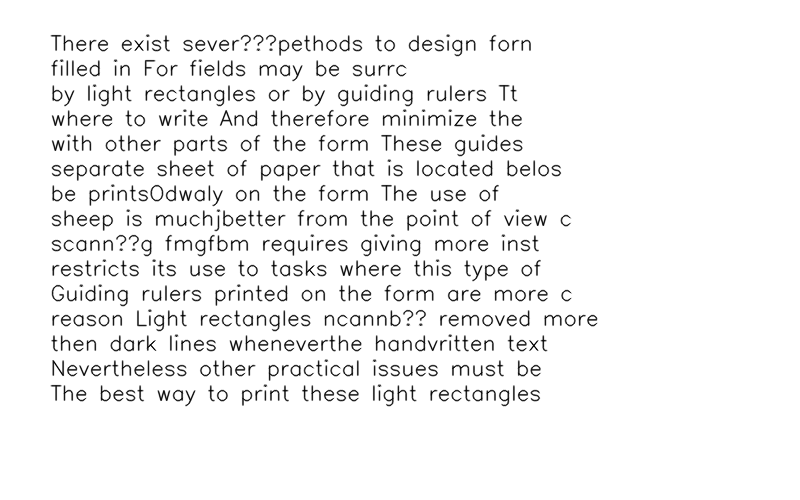 There exist sever???pethods to design forn
filled in For fields may be surrc
by light rectangles or by guiding rulers Tt
where to write And therefore minimize the
with other parts of the form These guides
separate sheet of paper that is located belos
be printsOdwaly on the form The use of
sheep is muchjbetter from the point of view c
scann??g fmgfbm requires giving more inst
restricts its use to tasks where this type of
Guiding rulers printed on the form are more c
reason Light rectangles ncannb?? removed more
then dark lines wheneverthe handvritten text
Nevertheless other practical issues must be
The best way to print these light rectangles